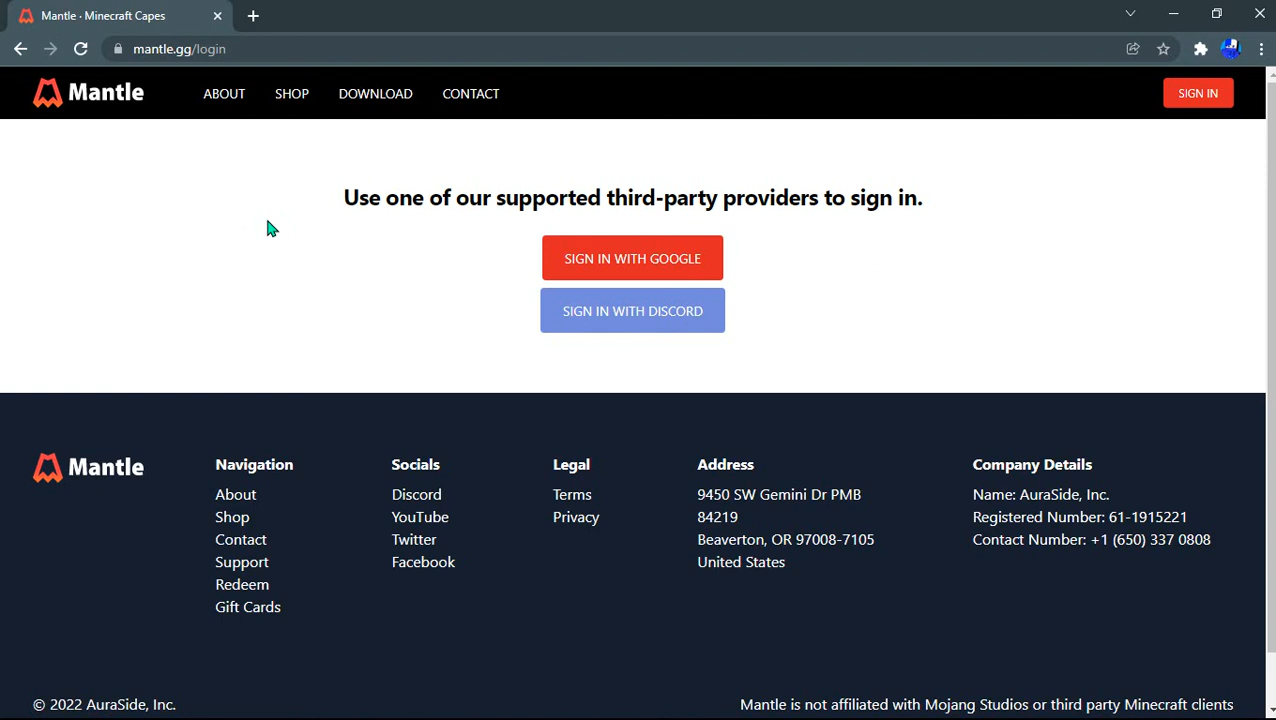 Mantle · Minecraft Capes
mantle.gg/login
Mantle
ABOUT
SHOP
DOWNLOAD
CONTACT
SIGN IN
Use one of our supported third-party providers to sign in.
SIGN IN WITH GOOGLE
SIGN IN WITH DISCORD
Mantle
Navigation
About
Shop
Contact
Support
Redeem
Gift Cards
Socials
Discord
YouTube
Twitter
Facebook
Legal
Terms
Privacy
Address
9450 SW Gemini Dr PMB
84219
Beaverton, OR 97008-7105
United States
Company Details
Name: AuraSide, Inc.
Registered Number: 61-1915221
Contact Number: +1 (650) 337 0808
© 2022 AuraSide, Inc.
Mantle is not affiliated with Mojang Studios or third party Minecraft clients